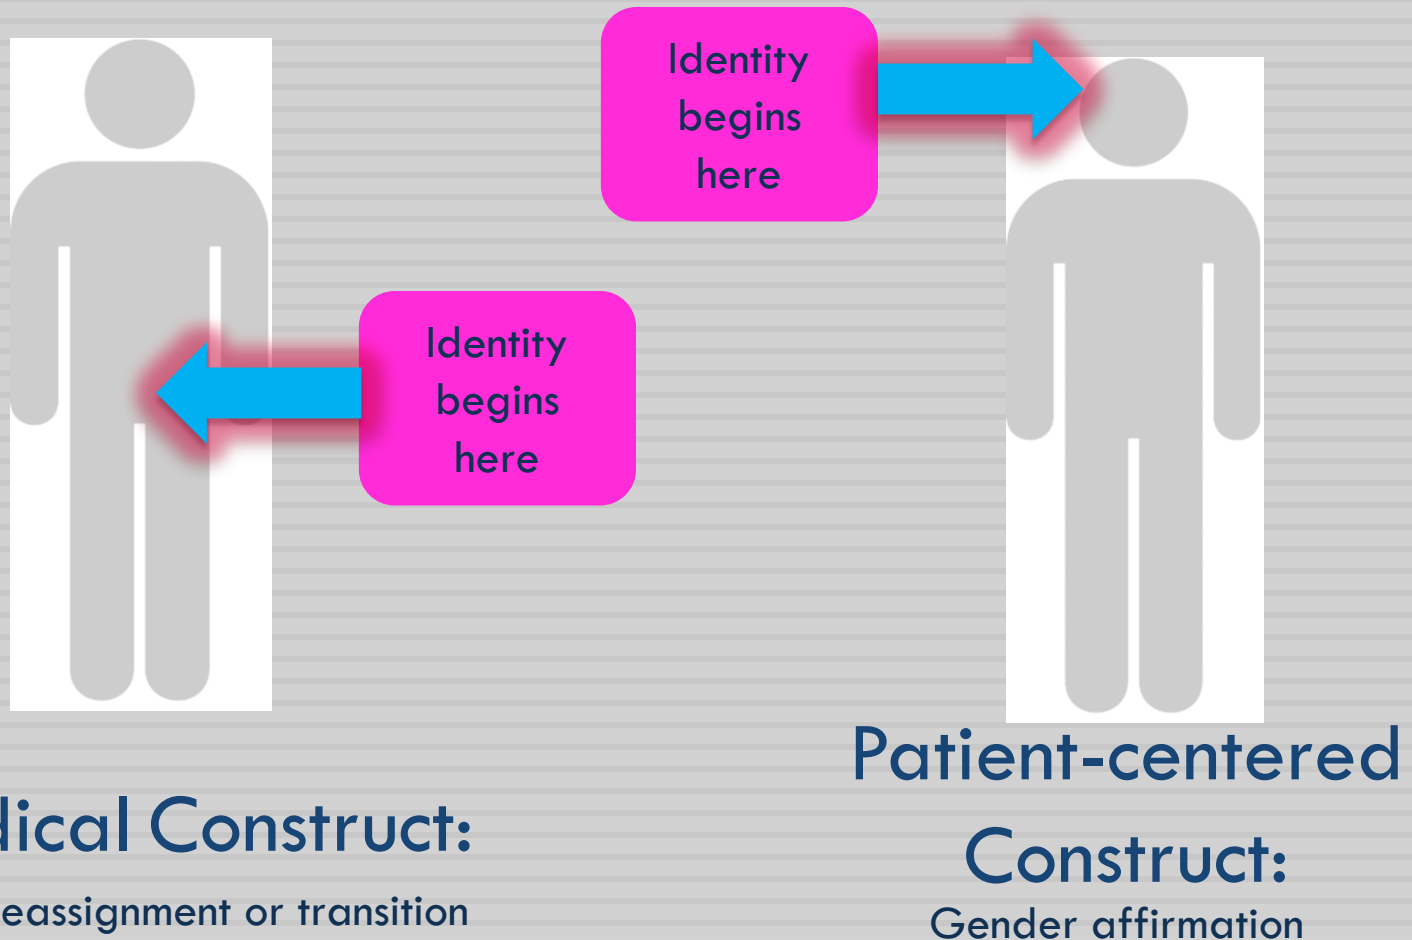 Identity
begins
here
Identity
begins
here
dical Construct:
eassignment or transition
Patient-centered
Construct:
Gender affirmation